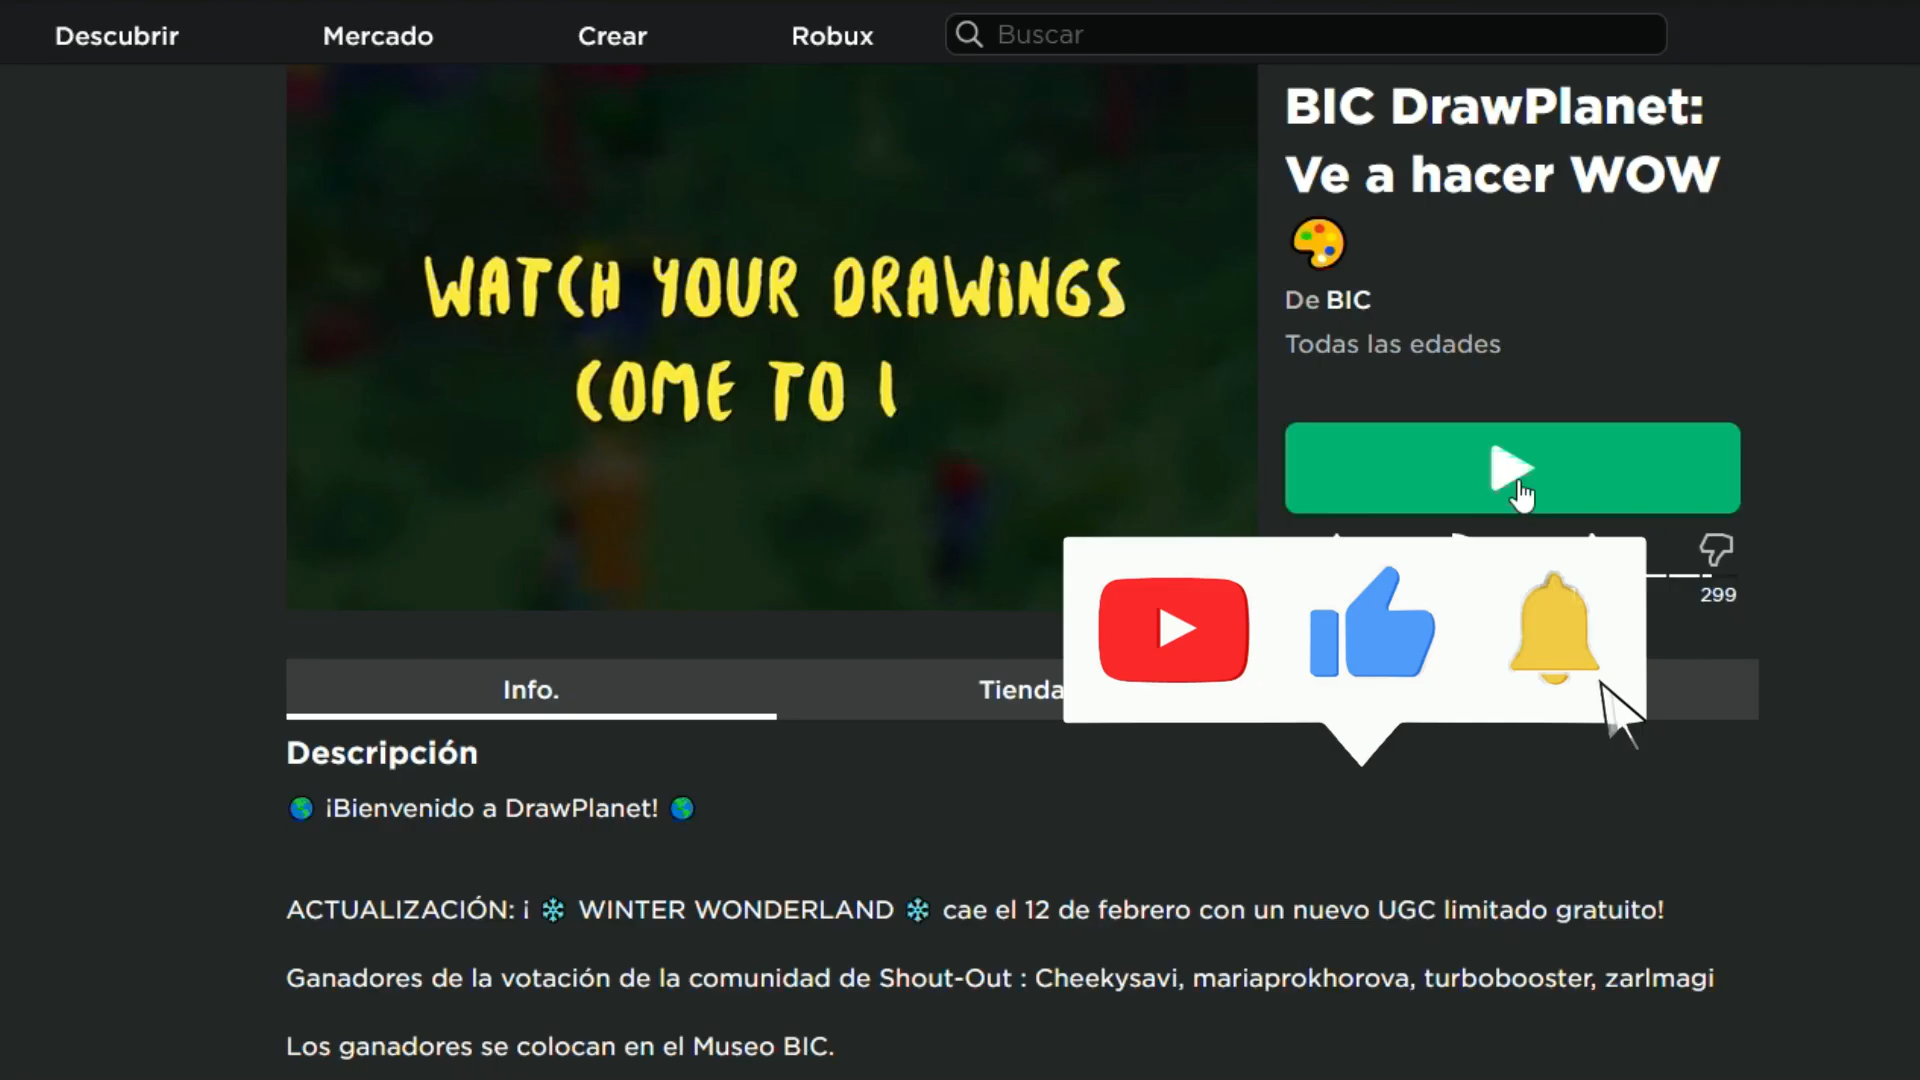 Descubrir
Mercado
Crear
Robux
Buscar
WATCH YOUR DRAWiNGS
COME TO l
BIC DrawPlanet:
Ve a hacer WOW
De BIC
Todas las edades
299
Info.
Tienda
Descripción
¡Bienvenido a DrawPlanet!
ACTUALIZACIÓN: ¡ WINTER WONDERLAND cae el 12 de febrero con un nuevo UGC limitado gratuito!
Ganadores de la votación de la comunidad de Shout-Out : Cheekysavi, mariaprokhorova, turbobooster, zarlmagi
Los ganadores se colocan en el Museo BIC.